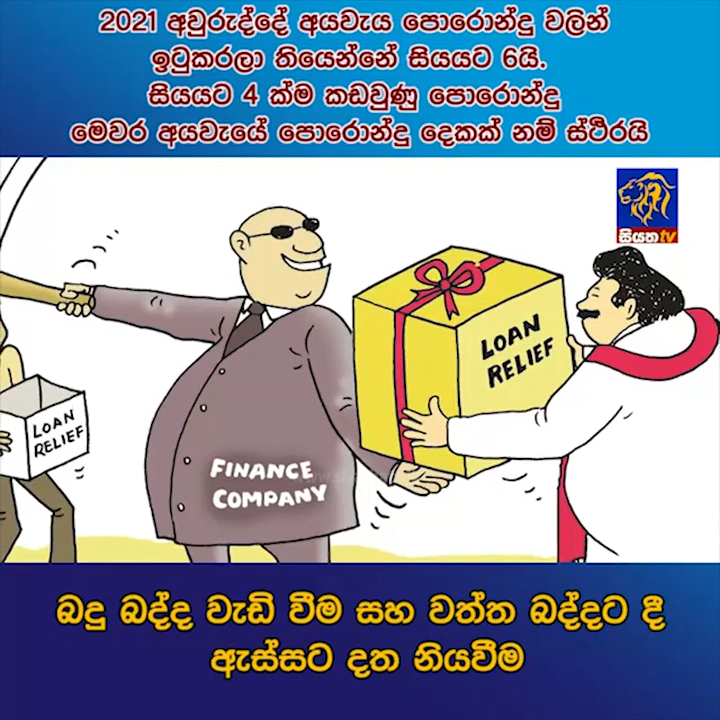 2021 අවුරුද්දේ අයවැය පොරොන්දු වලින්
ඉටුකරලා තියෙන්නේ සියයට 6යි.
සියයට 4 ක්ම කඩවුණු පොරොන්දු
මෙවර අයවැයේ පොරොන්දු දෙකක් නම් ස්ථිරයි
සියත tv
LOAN
RELIEF
LOAN
RELIEF
FINANCE
COMPANY
බදු බද්ද වැඩි වීම සහ වත්ත බද්දට දී
ඇස්සට දත නියවීම